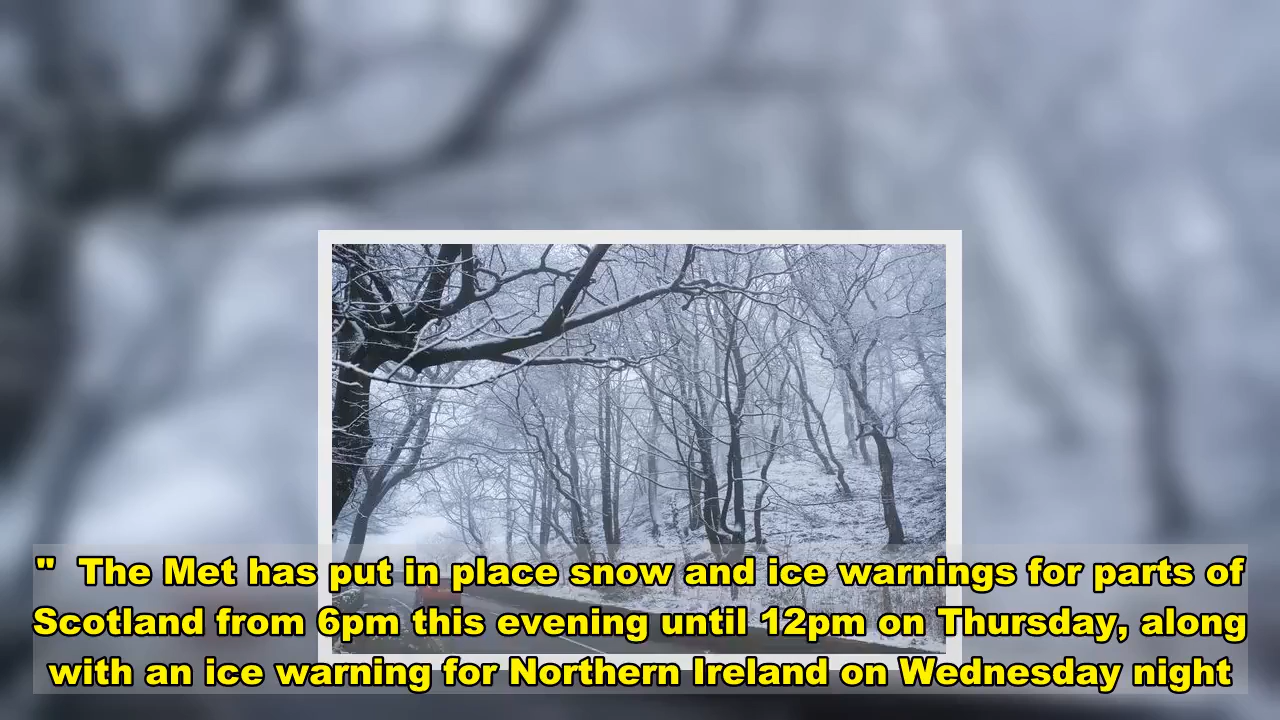 "  The Met has put in place snow and ice warnings for parts of
Scotland from 6pm this evening until 12pm on Thursday, along
with an ice warning for Northern Ireland on Wednesday night